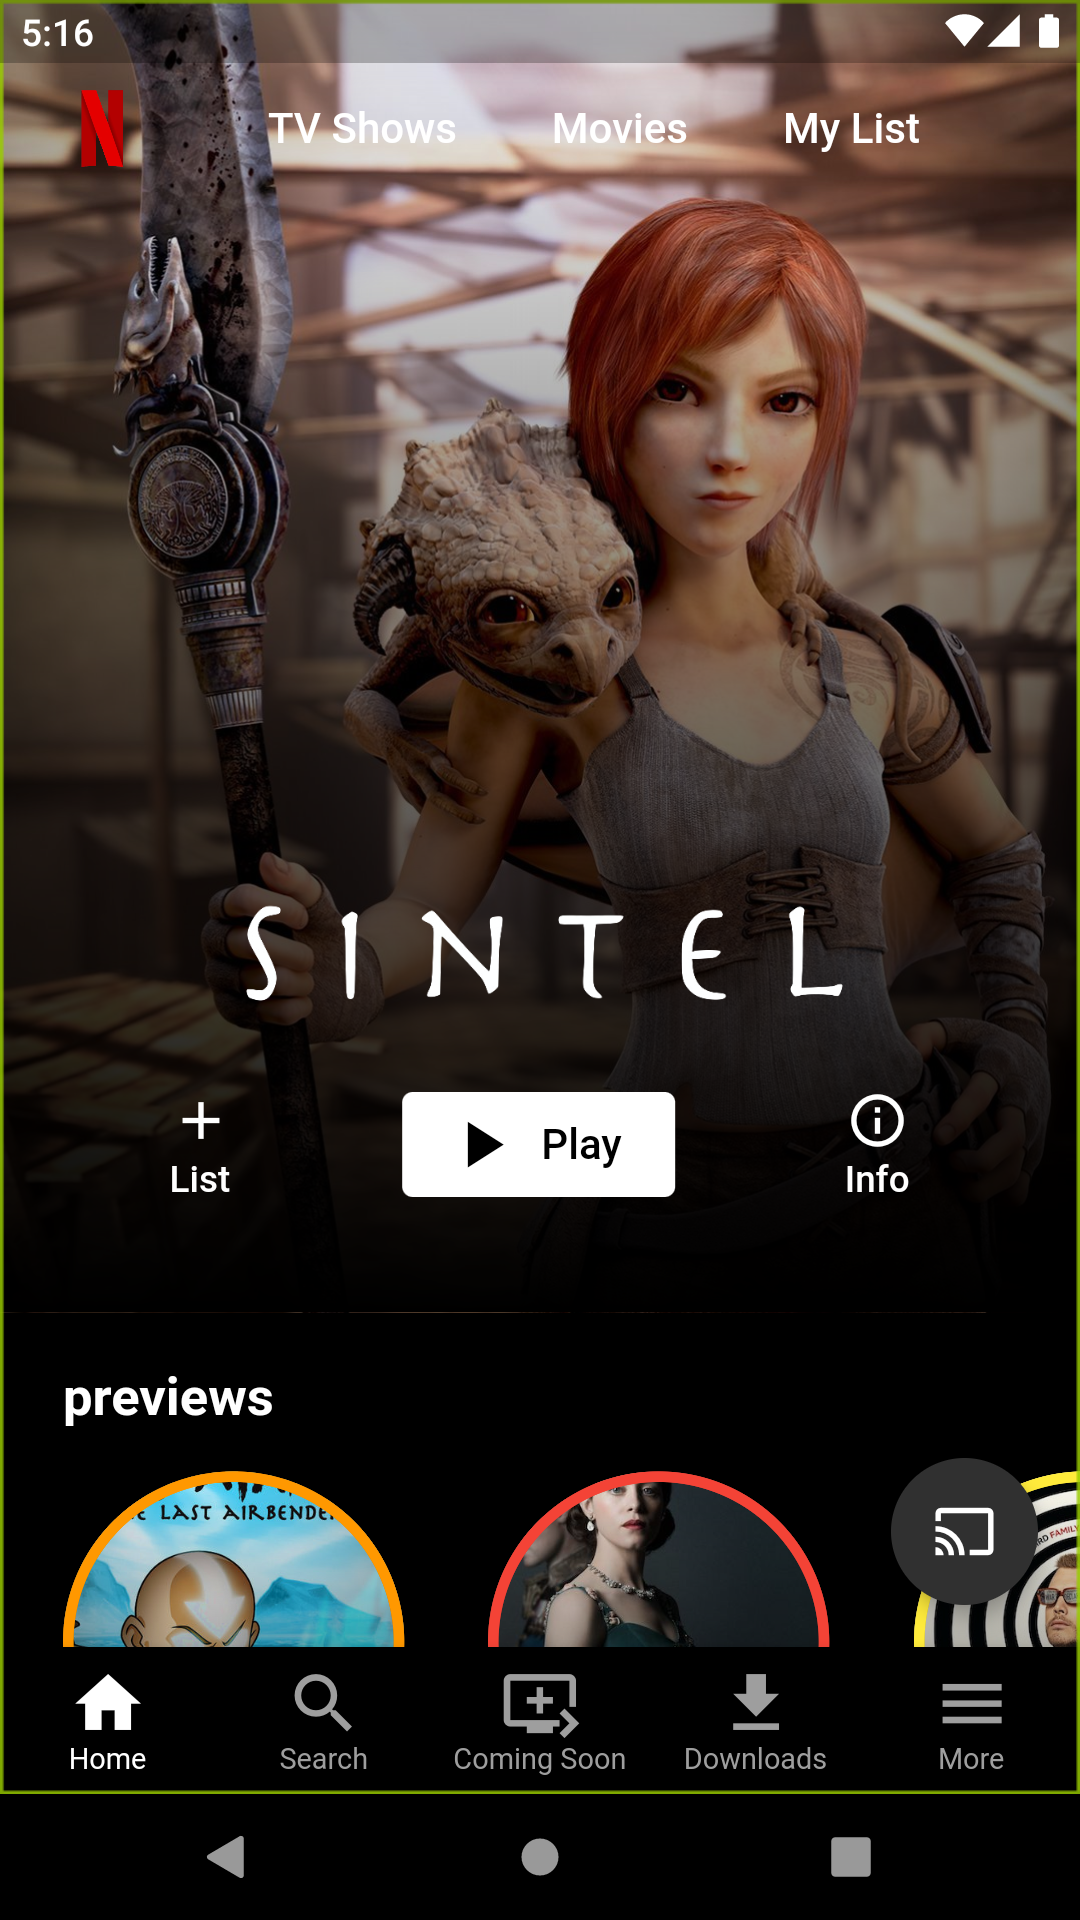 5:16
N
TV Shows Movies My List
SINTEL
List Play Info
previews
LAST AIRBENDE
RD FAMILY
Home Search Coming Soon Downloads More